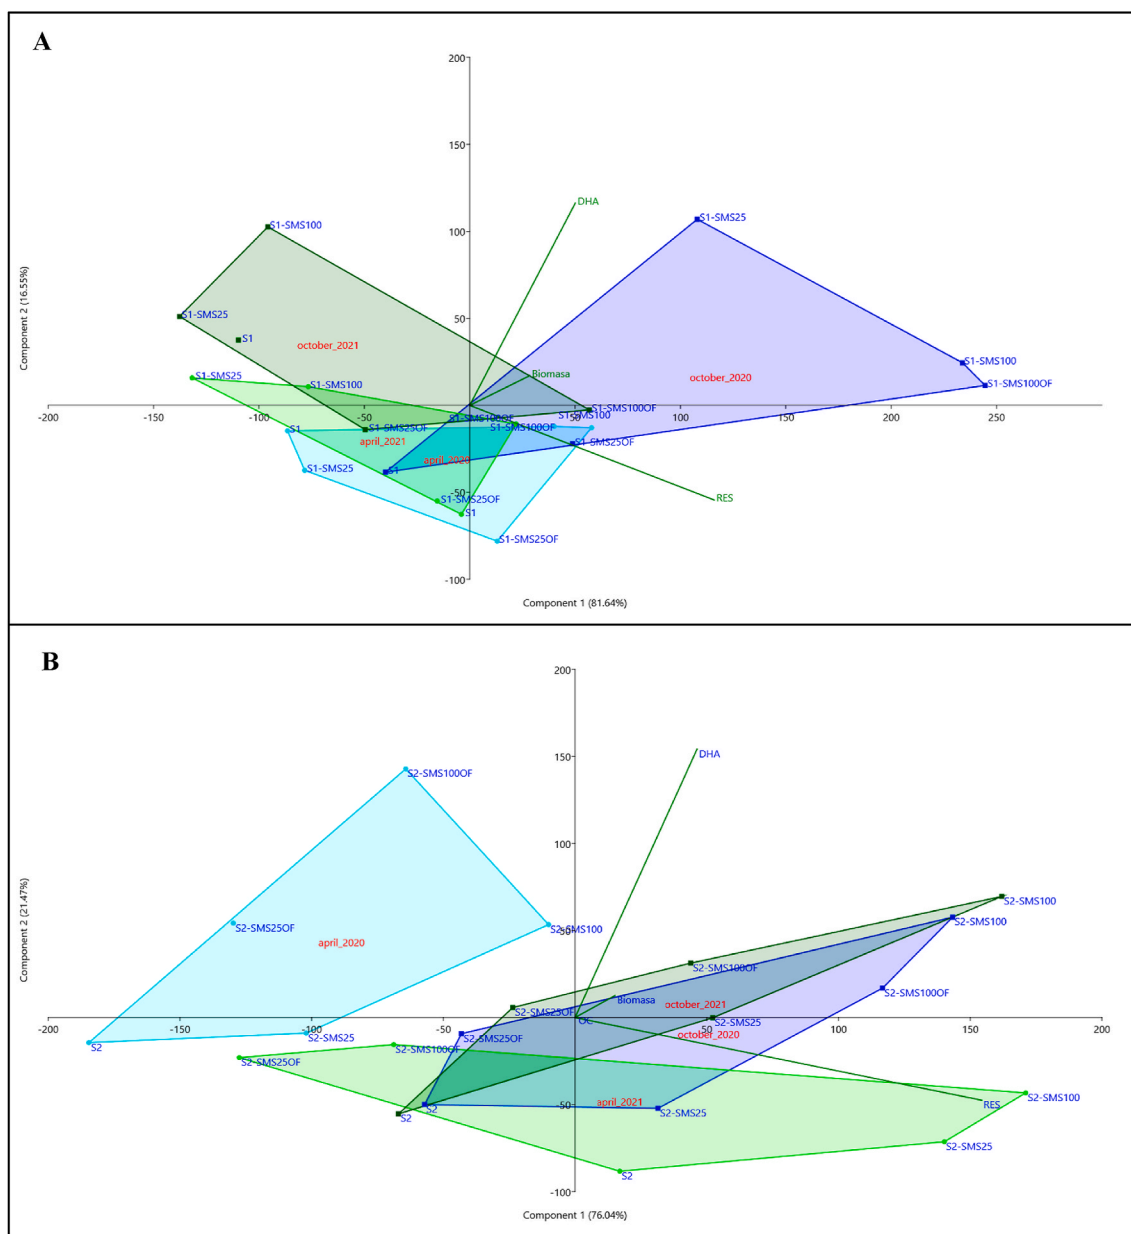 A
200
150
DHA
S1-SMS25
S1-SMS100
100
Component 2 (16.55%)
S1-SMS25
50
S1
october_2021
S1-SMS100
S1-SMS25
S1-SMS100
Biomasa
october_2020
S1-SMS100OF
-200
-150
-100
-50
50
100
150
200
250
S1-SMS100OF
S1-SMS100OF
S1-SMS100
S1
S1-SMS25OF
S1-SMS100OF
april_2021
S1-SMS25OF
april_2020
S1-SMS25
S1
-50
S1-SMS25OF
RES
S1
S1-SMS25OF
-100
Component 1 (81.64%)
B
200
150
DHA
S2-SMS100OF
100
Component 2 (21.47%)
S2-SMS100
S2-SMS25OF
S2-SMS100
S2-SMS100
50
april_2020
S2-SMS100OF
S2-SMS100OF
Biomasa
october_2021
S2-SMS25OF
OC
S2-SMS25
-200
-150
-100
-50
50
100
150
200
S2
S2-SMS25
S2-SMS25OF
october_2020
S2-SMS100OF
S2-SMS25OF
S2-SMS100
-50
april_2021
RES
S2
S2
S2-SMS25
S2-SMS25
S2
-100
Component 1 (76.04%)